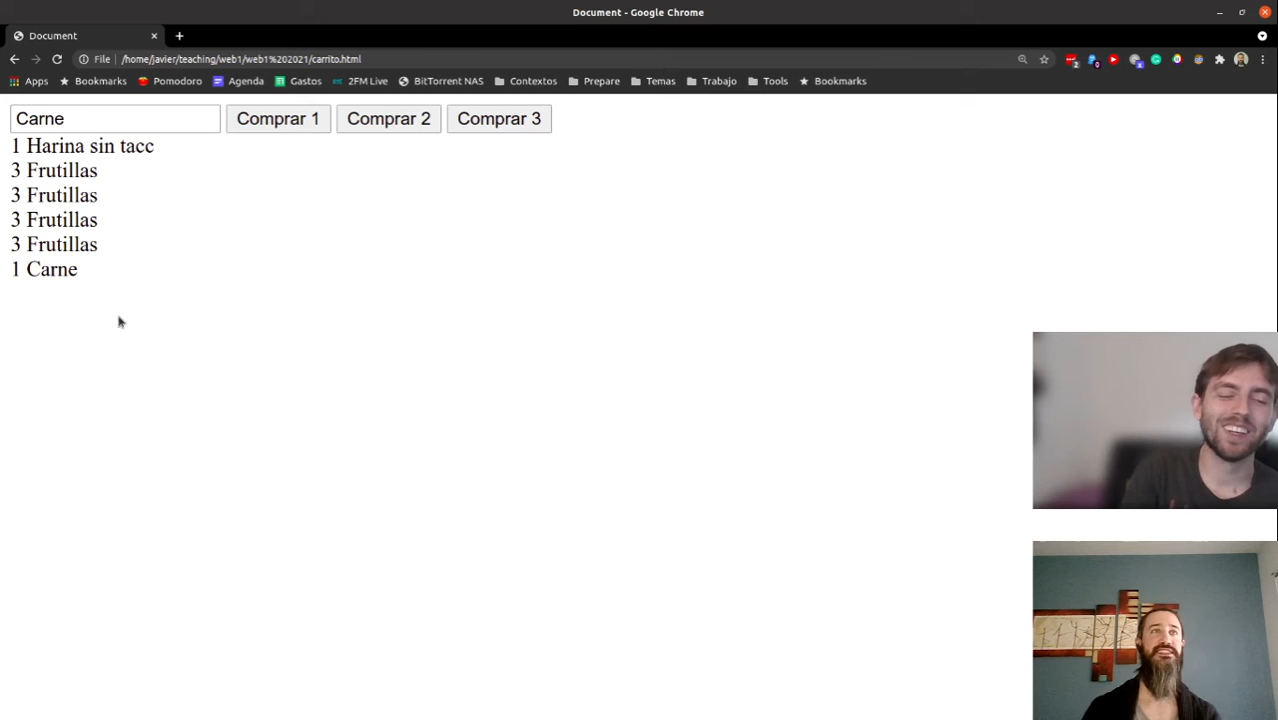 Document - Google Chrome
Document
File | /home/javier/teaching/web1/web1%202021/carrito.html
Apps Bookmarks Pomodoro Agenda Gastos 2FM Live BitTorrent NAS Contextos Prepare Temas Trabajo Tools Bookmarks
Carne Comprar 1 Comprar 2 Comprar 3
1 Harina sin tacc
3 Frutillas
3 Frutillas
3 Frutillas
3 Frutillas
1 Carne